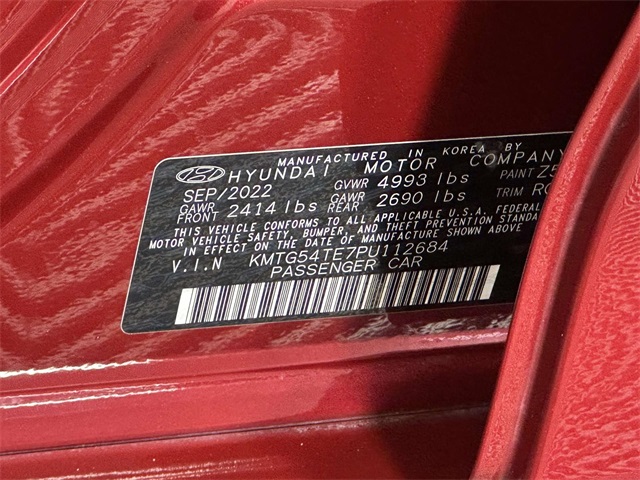 MANUFACTURED IN KOREA BY
HYUNDAI MOTOR COMPANY
SEP/2022 GVWR 4993 lbs PAINT
GAWR FRONT 2414 lbs GAWR REAR 2690 lbs TRIM
THIS VEHICLE CONFORMS TO ALL APPLICABLE U.S.A. FEDERAL
MOTOR VEHICLE SAFETY, BUMPER, AND THEFT PREVENTION STANDA
IN EFFECT ON THE DATE OF MANUFACTURE SHOWN ABOVE
V.I.N KMTG54TE7PU112684
PASSENGER CAR